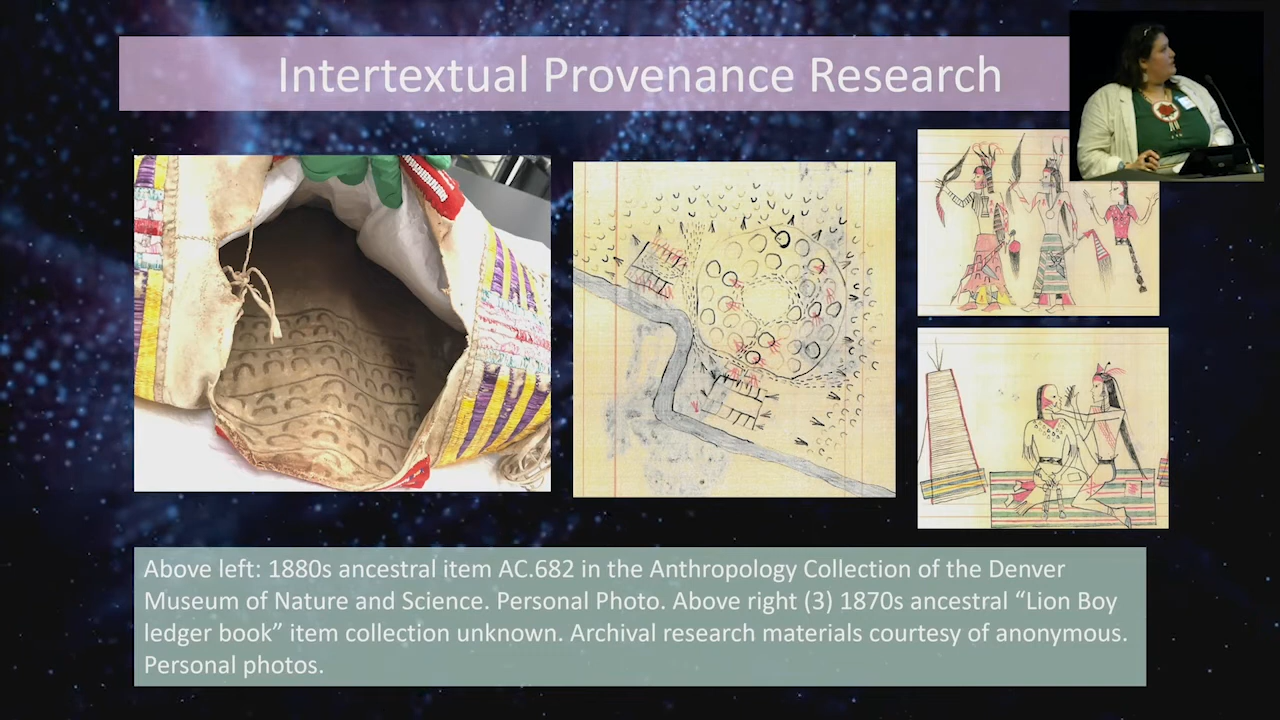 Intertextual Provenance Research
Above left: 1880s ancestral item AC.682 in the Anthropology Collection of the Denver
Museum of Nature and Science. Personal Photo. Above right (3) 1870s ancestral “Lion Boy
ledger book” item collection unknown. Archival research materials courtesy of anonymous.
Personal photos.